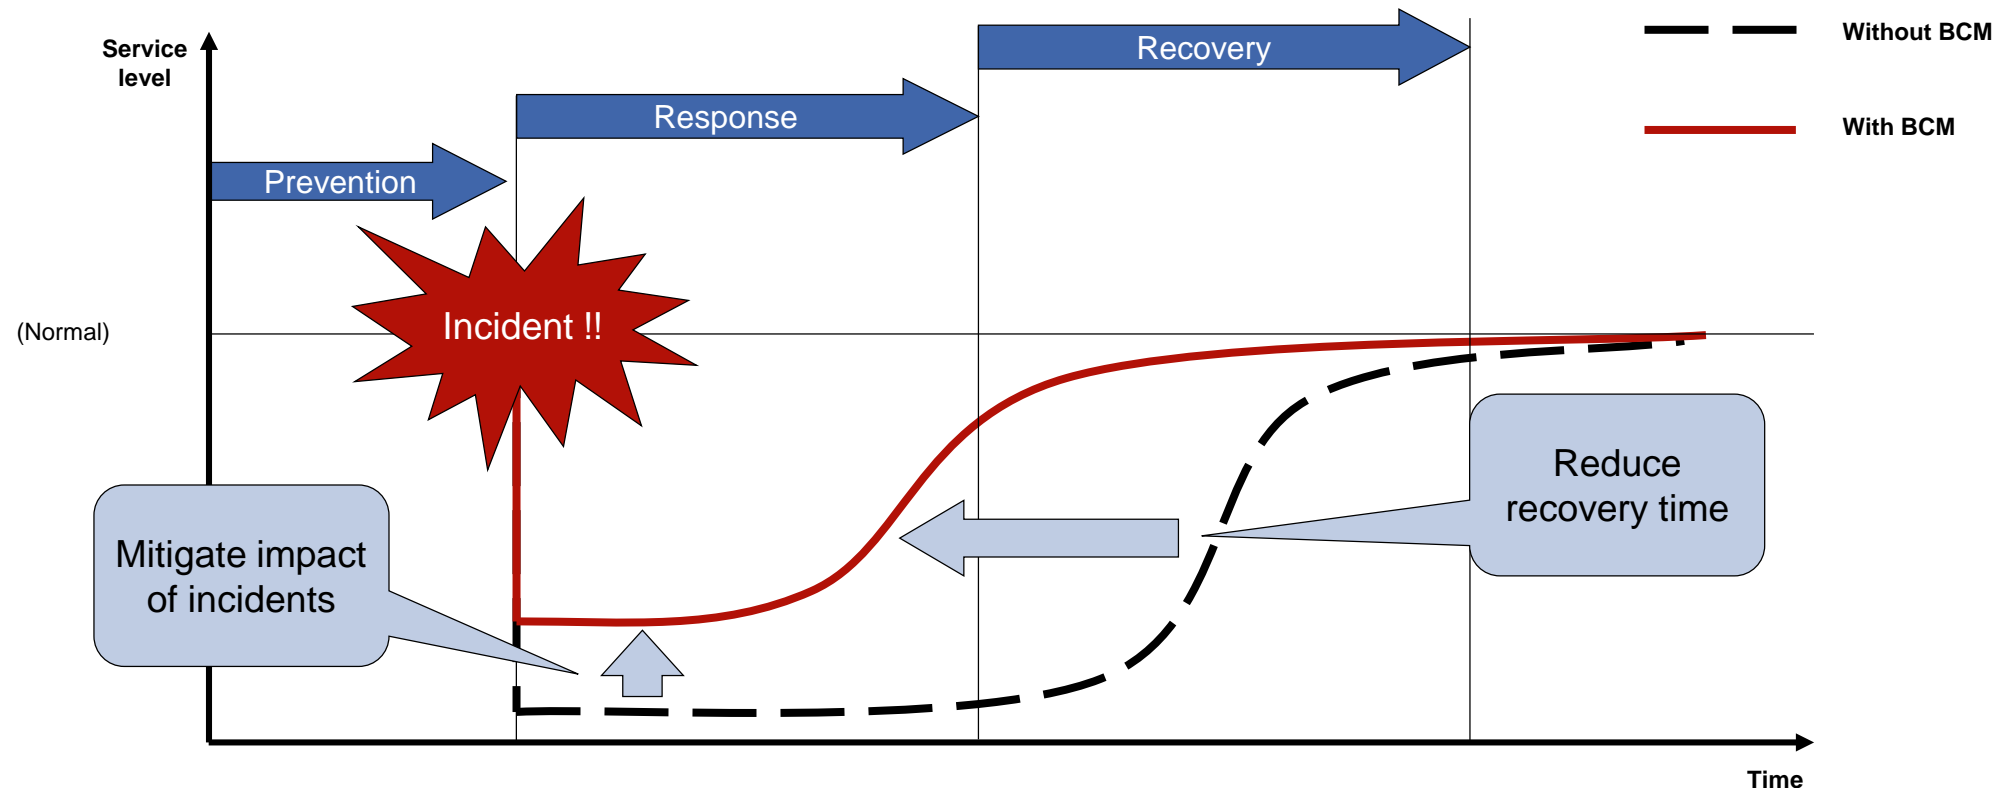 Service
level
Recovery
Without BCM
Response
With BCM
Prevention
Incident !!
(Normal)
Reduce
recovery time
Mitigate impact
of incidents
Time